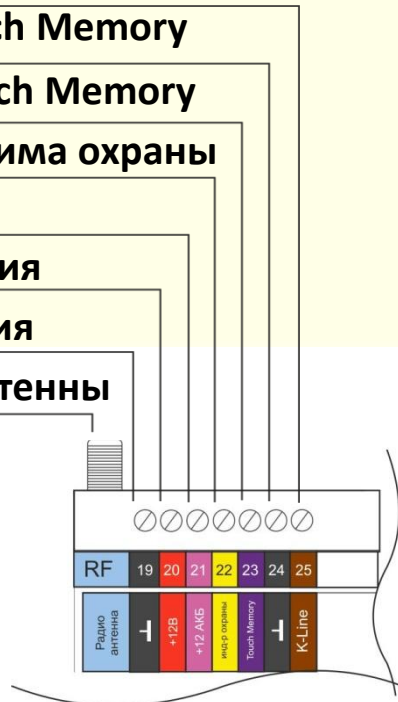 ch Memory
ch Memory
има охраны
ия
ия
тенны
RF 19 20 21 22 23 24 25
Радио
антенна
+12В
+12 АКБ
инд-р охраны
Touch Memory
K-Line